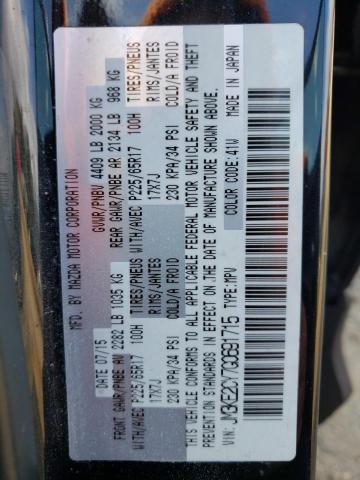 MFD. BY MAZDA MOTOR CORPORATION
DATE 07/15 GVWR/PNBV 4409 LB 2000 KG
FRONT GAWR/PNBE AV 2282 LB 1035 KG REAR GAWR/PNBE AR 2134 LB 968 KG
WITH/AVEC P225/65R17 100H TIRES/PNEUS WITH/AVEC P225/65R17 100H TIRES/PNEUS
17X7J RIMS/JANTES 17X7J RIMS/JANTES
230 KPA/34 PSI COLD/A FROID 230 KPA/34 PSI COLD/A FROID
THIS VEHICLE CONFORMS TO ALL APPLICABLE FEDERAL MOTOR VEHICLE SAFETY AND THEFT
PREVENTION STANDARDS IN EFFECT ON THE DATE OF MANUFACTURE SHOWN ABOVE.
COLOR CODE/41V
VIN: JM3KE2CY7G0691715 TYPE:MPV MADE IN JAPAN